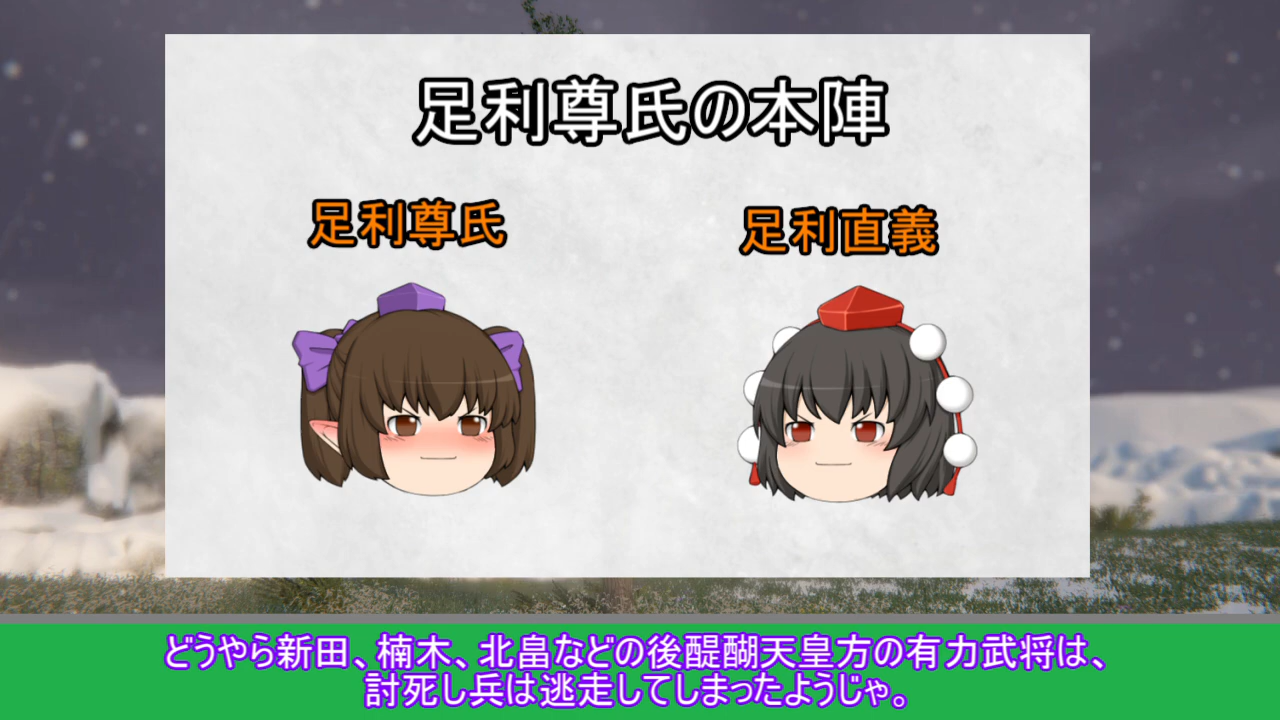 足利尊氏の本陣
足利尊氏
足利直義
どうやら新田、楠木、北畠などの後醍醐天皇方の有力武将は、
討死し兵は逃走してしまったようじゃ。